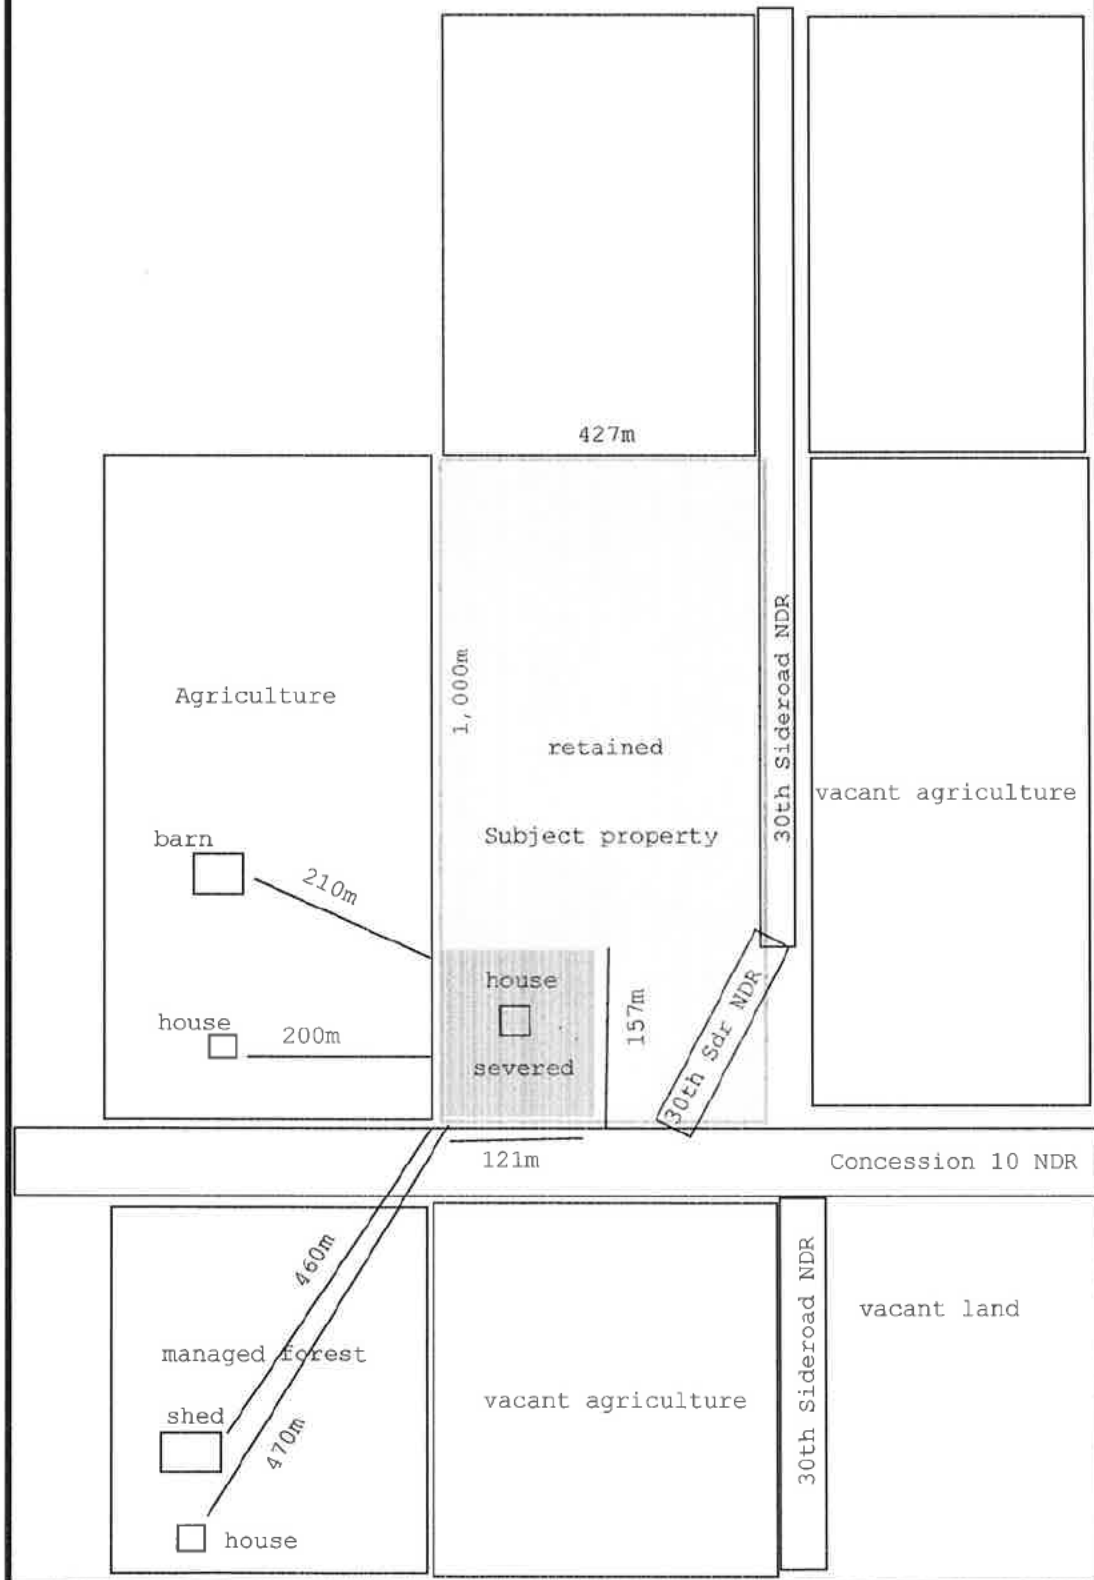 427m
30th Sideroad NDR
1,000m
Agriculture
retained
vacant agriculture
Subject property
barn
210m
house
30th Sdr NDR
157m
house
200m
severed
121m
Concession 10 NDR
460m
30th Sideroad NDR
vacant land
managed forest
vacant agriculture
shed
470m
house